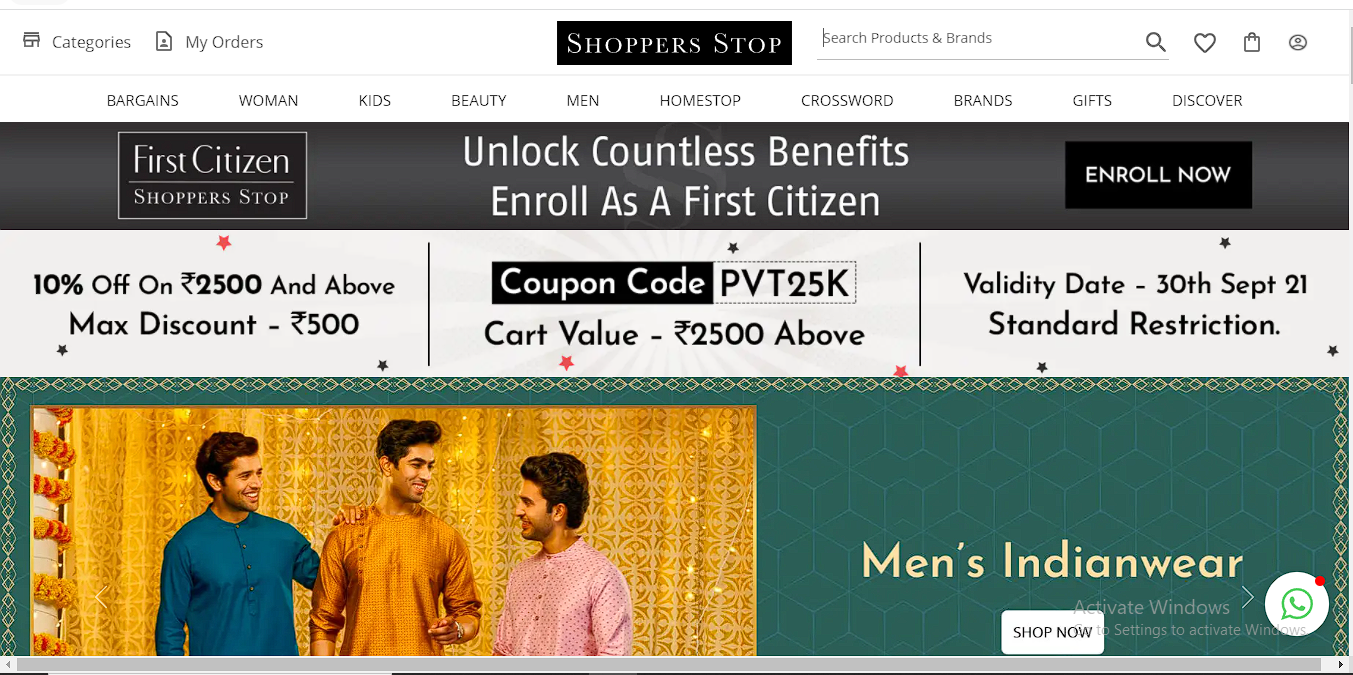 Categories
My Orders
SHOPPERS STOP
Search Products & Brands
BARGAINS
WOMAN
KIDS
BEAUTY
MEN
HOMESTOP
CROSSWORD
BRANDS
GIFTS
DISCOVER
First Citizen
SHOPPERS STOP
Unlock Countless Benefits
Enroll As A First Citizen
ENROLL NOW
10% Off On ₹2500 And Above
Max Discount – ₹500
Coupon Code PVT25K
Cart Value – ₹2500 Above
Validity Date – 30th Sept 21
Standard Restriction.
Men's Indianwear
SHOP NOW
Activate Windows
Go to Settings to activate Windows.